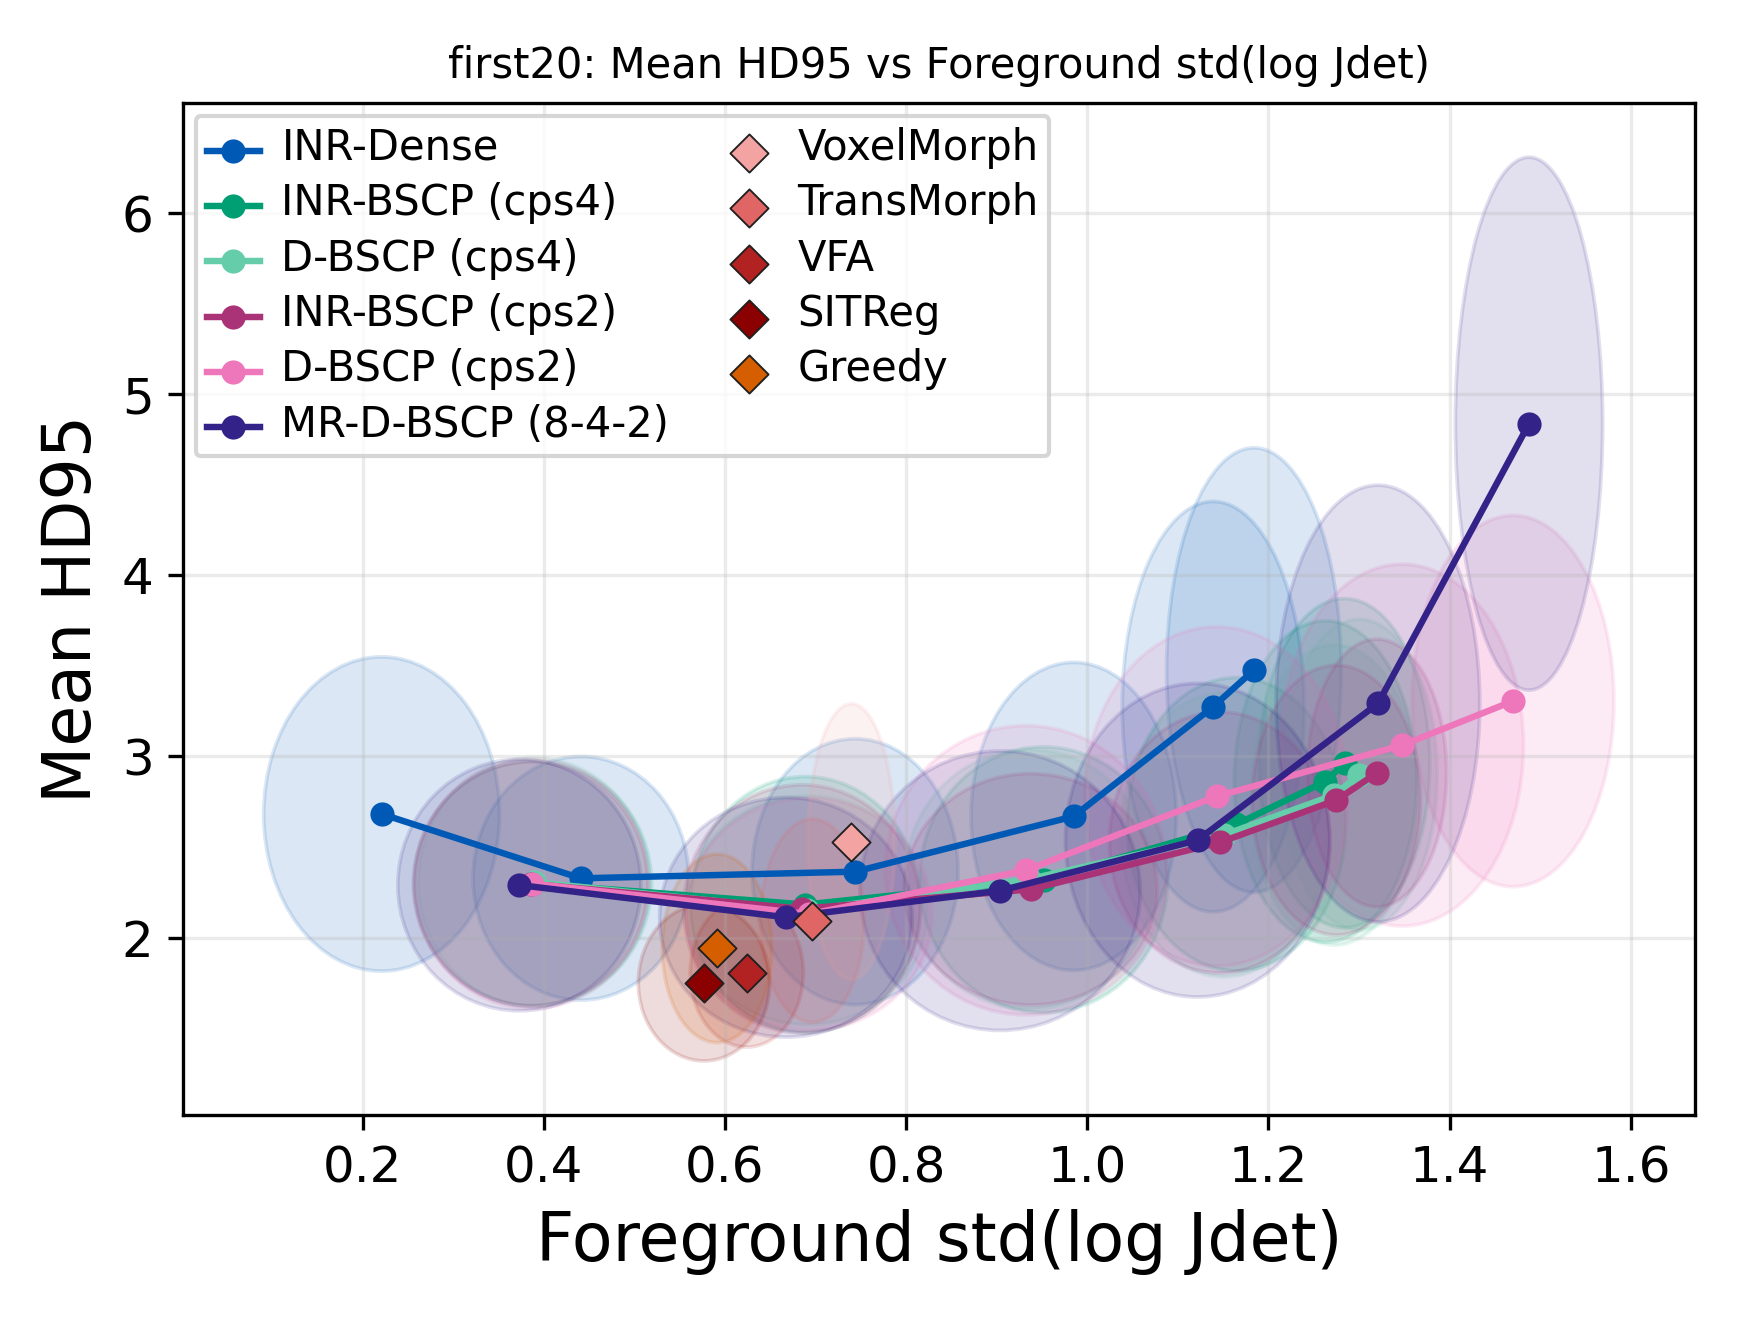 first20: Mean HD95 vs Foreground std(log Jdet)
INR-Dense
INR-BSCP (cps4)
D-BSCP (cps4)
INR-BSCP (cps2)
D-BSCP (cps2)
MR-D-BSCP (8-4-2)
VoxelMorph
TransMorph
VFA
SITReg
Greedy
Mean HD95
6
5
4
3
2
0.2 0.4 0.6 0.8 1.0 1.2 1.4 1.6
Foreground std(log Jdet)